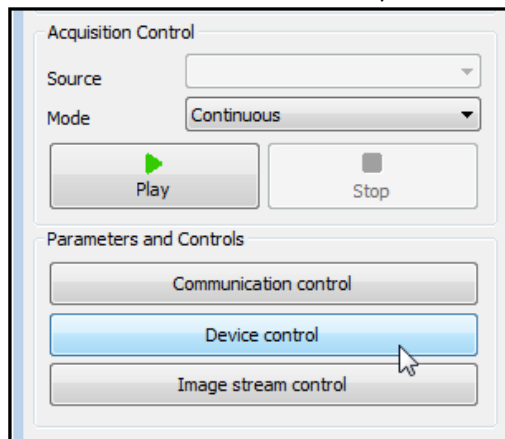 Acquisition Control
Source
Mode Continuous
Play Stop
Parameters and Controls
Communication control
Device control
Image stream control